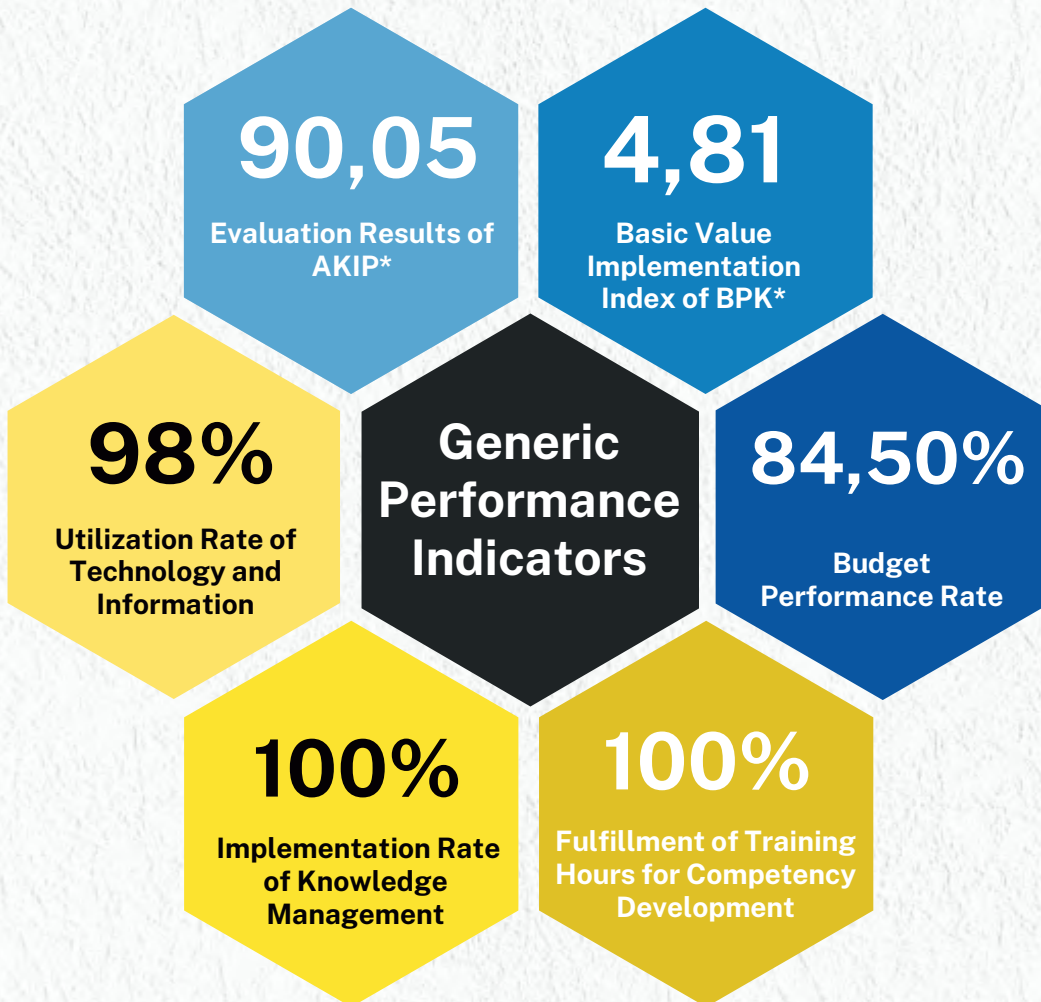 90,05
Evaluation Results of
AKIP*
4,81
Basic Value
Implementation
Index of BPK*
98%
Utilization Rate of
Technology and
Information
Generic
Performance
Indicators
84,50%
Budget
Performance Rate
100%
Implementation Rate
of Knowledge
Management
100%
Fulfillment of Training
Hours for Competency
Development